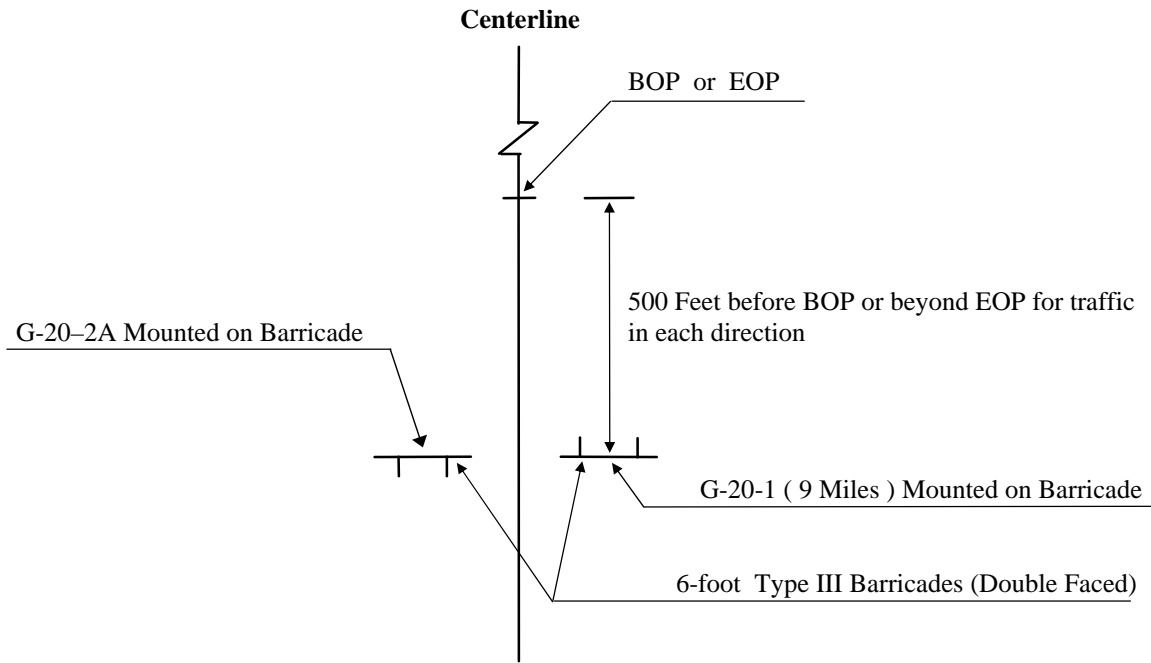 Centerline
BOP or EOP
500 Feet before BOP or beyond EOP for traffic
in each direction
G-20–2A Mounted on Barricade
G-20-1 ( 9 Miles ) Mounted on Barricade
6-foot Type III Barricades (Double Faced)